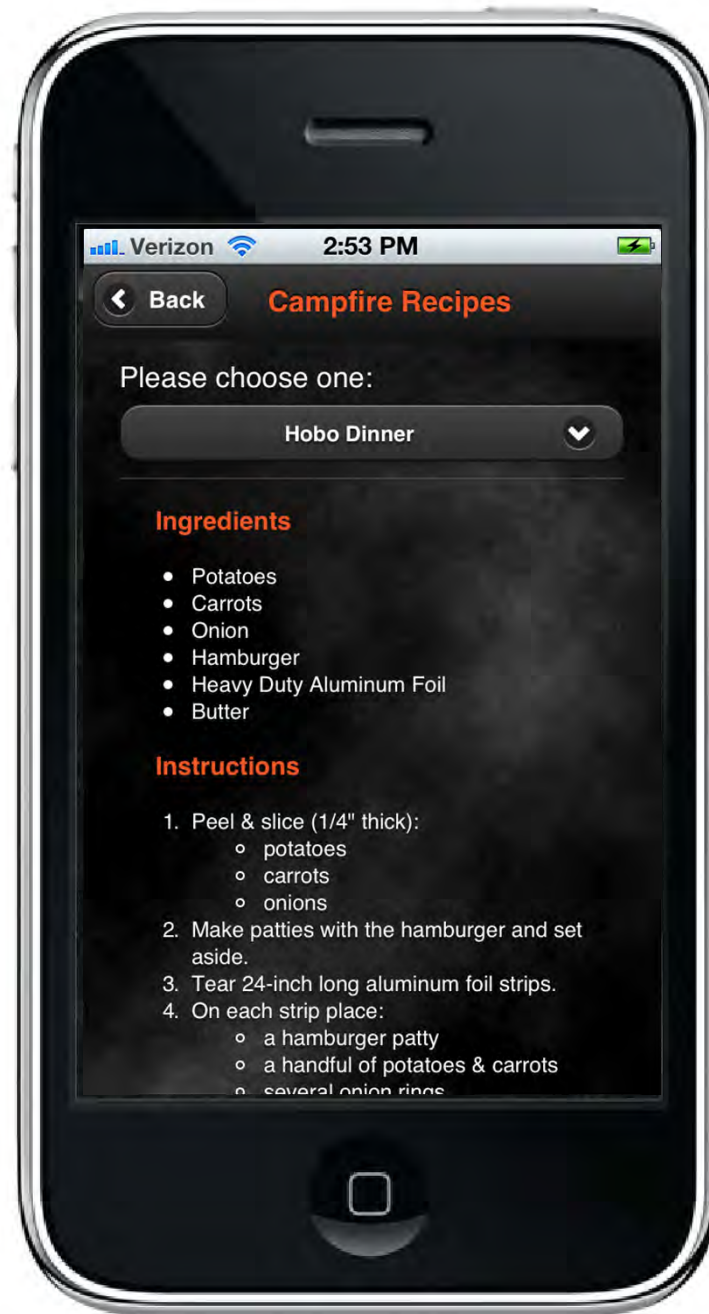 Verizon 2:53 PM
Back Campfire Recipes
Please choose one:
Hobo Dinner
Ingredients
• Potatoes
• Carrots
• Onion
• Hamburger
• Heavy Duty Aluminum Foil
• Butter
Instructions
1. Peel & slice (1/4" thick):
◦ potatoes
◦ carrots
◦ onions
2. Make patties with the hamburger and set
aside.
3. Tear 24-inch long aluminum foil strips.
4. On each strip place:
◦ a hamburger patty
◦ a handful of potatoes & carrots
◦ several onion rings